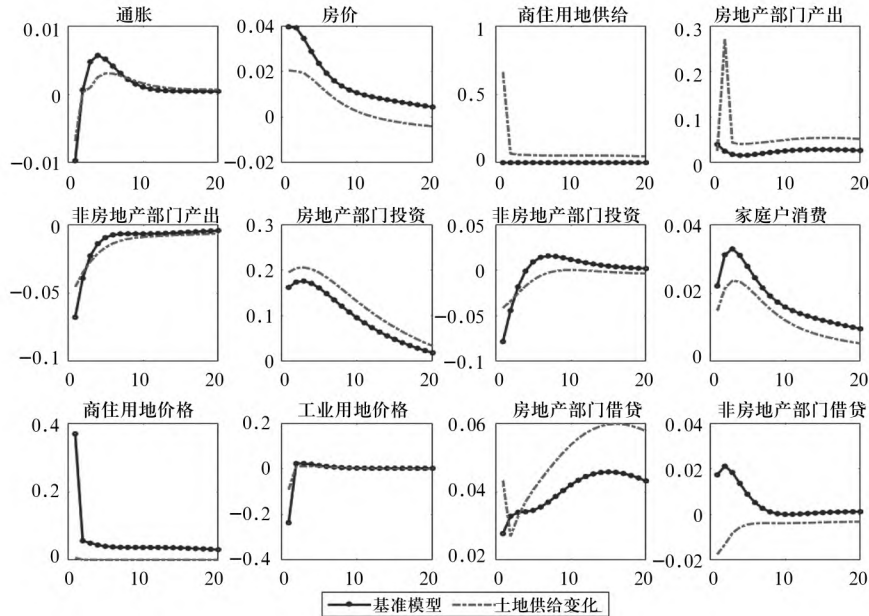 通胀
房价
商住用地供给
房地产部门产出
0.01
0
−0.01
0 10 20
0.04
0.02
0
−0.02
0 10 20
1
0.5
0
0 10 20
0.3
0.2
0.1
0
0 10 20
非房地产部门产出
房地产部门投资
非房地产部门投资
家庭户消费
0
−0.05
−0.1
0 10 20
0.3
0.2
0.1
0
0 10 20
0.05
0
−0.05
−0.1
0 10 20
0.04
0.02
0
0 10 20
商住用地价格
工业用地价格
房地产部门借贷
非房地产部门借贷
0.4
0.2
0
0 10 20
0.2
0
−0.2
−0.4
0 10 20
0.06
0.04
0.02
0 10 20
0.04
0.02
0
−0.02
0 10 20
基准模型 土地供给变化